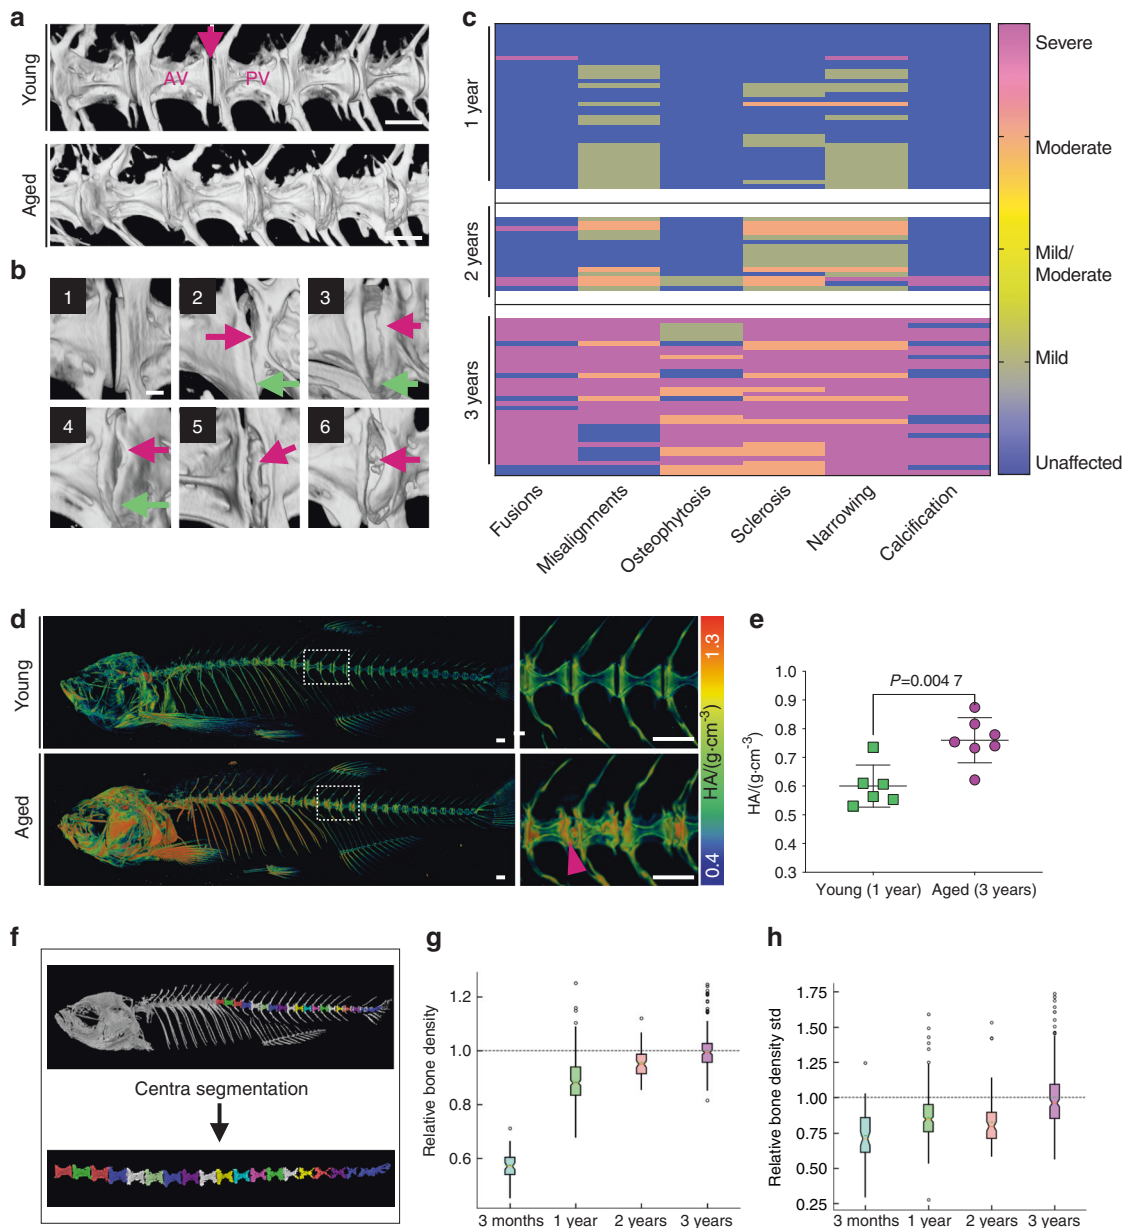 a
Young
AV
PV
Aged
b
1
2
3
4
5
6
c
1 year
2 years
3 years
Fusions
Misalignments
Osteophytosis
Sclerosis
Narrowing
Calcification
Severe
Moderate
Mild/
Moderate
Mild
Unaffected
d
Young
Aged
1.3
HA/(g·cm⁻³)
0.4
e
P=0.004 7
HA/(g·cm⁻³)
1.0
0.9
0.8
0.7
0.6
0.5
0.4
0.3
Young (1 year)
Aged (3 years)
f
Centra segmentation
g
Relative bone density
1.2
1.0
0.8
0.6
3 months
1 year
2 years
3 years
h
Relative bone density std
1.75
1.50
1.25
1.00
0.75
0.50
0.25
3 months
1 year
2 years
3 years